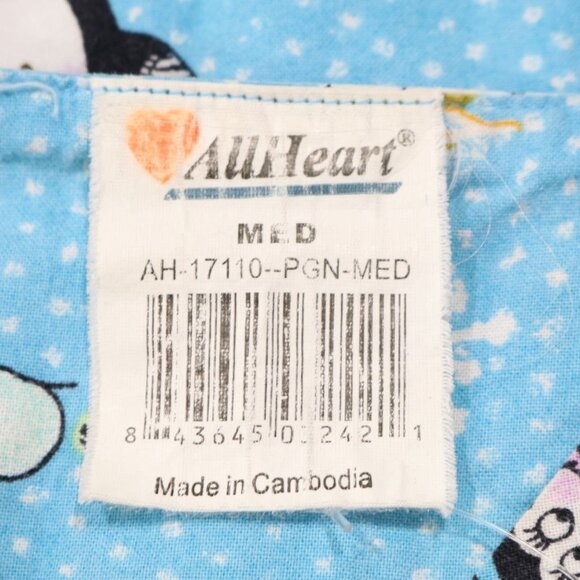 AllHeart®
MED
AH-17110--PGN-MED
8 43645 03242 1
Made in Cambodia